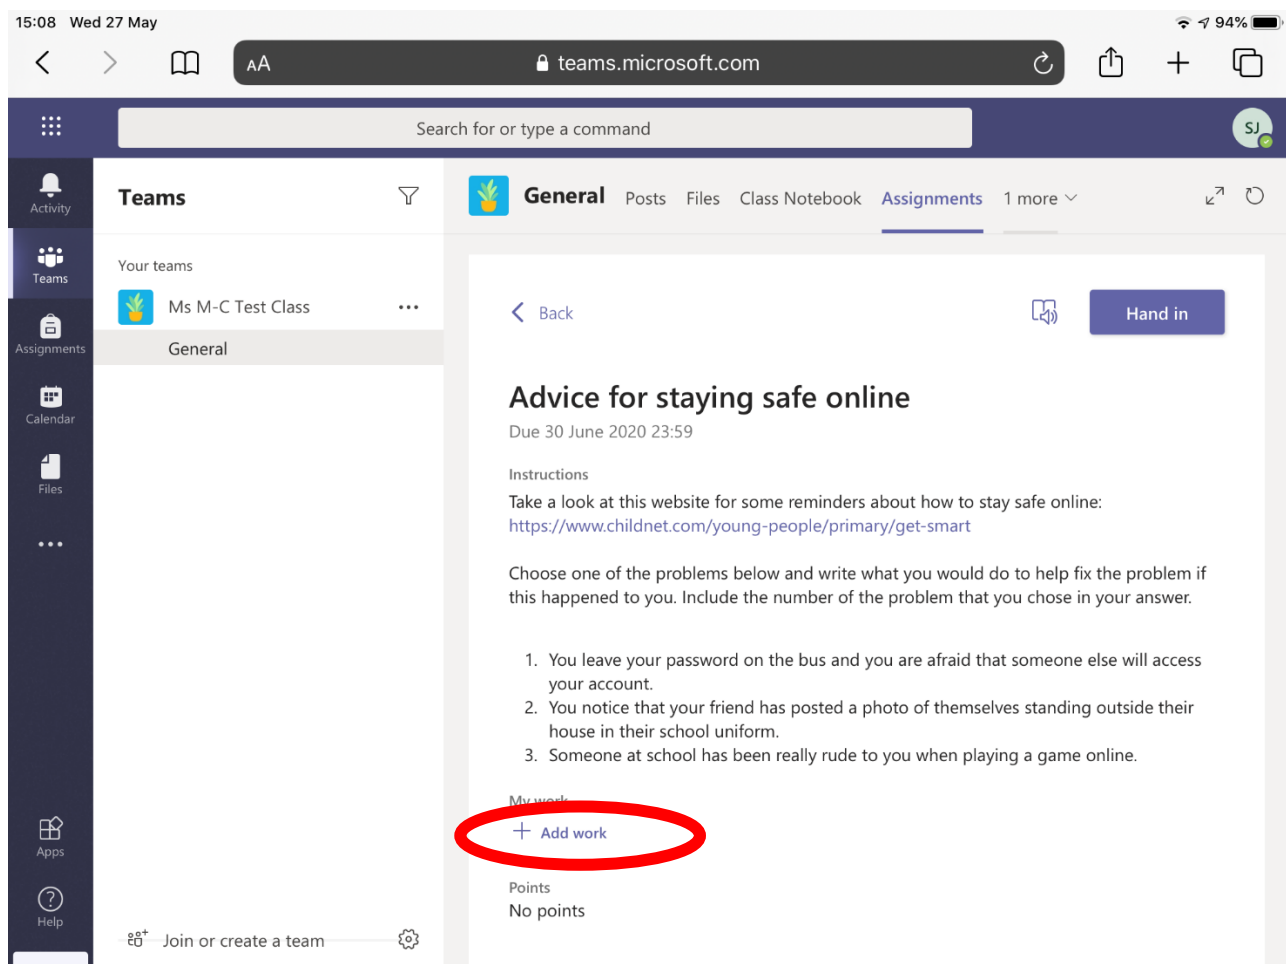 15:08 Wed 27 May
94%
AA
teams.microsoft.com
Search for or type a command
SJ
Activity
Teams
Assignments
Calendar
Files
Apps
Help
Teams
Your teams
Ms M-C Test Class
General
Join or create a team
General Posts Files Class Notebook Assignments 1 more
Back
Hand in
Advice for staying safe online
Due 30 June 2020 23:59
Instructions
Take a look at this website for some reminders about how to stay safe online:
https://www.childnet.com/young-people/primary/get-smart
Choose one of the problems below and write what you would do to help fix the problem if
this happened to you. Include the number of the problem that you chose in your answer.
1. You leave your password on the bus and you are afraid that someone else will access
your account.
2. You notice that your friend has posted a photo of themselves standing outside their
house in their school uniform.
3. Someone at school has been really rude to you when playing a game online.
My work
+ Add work
Points
No points